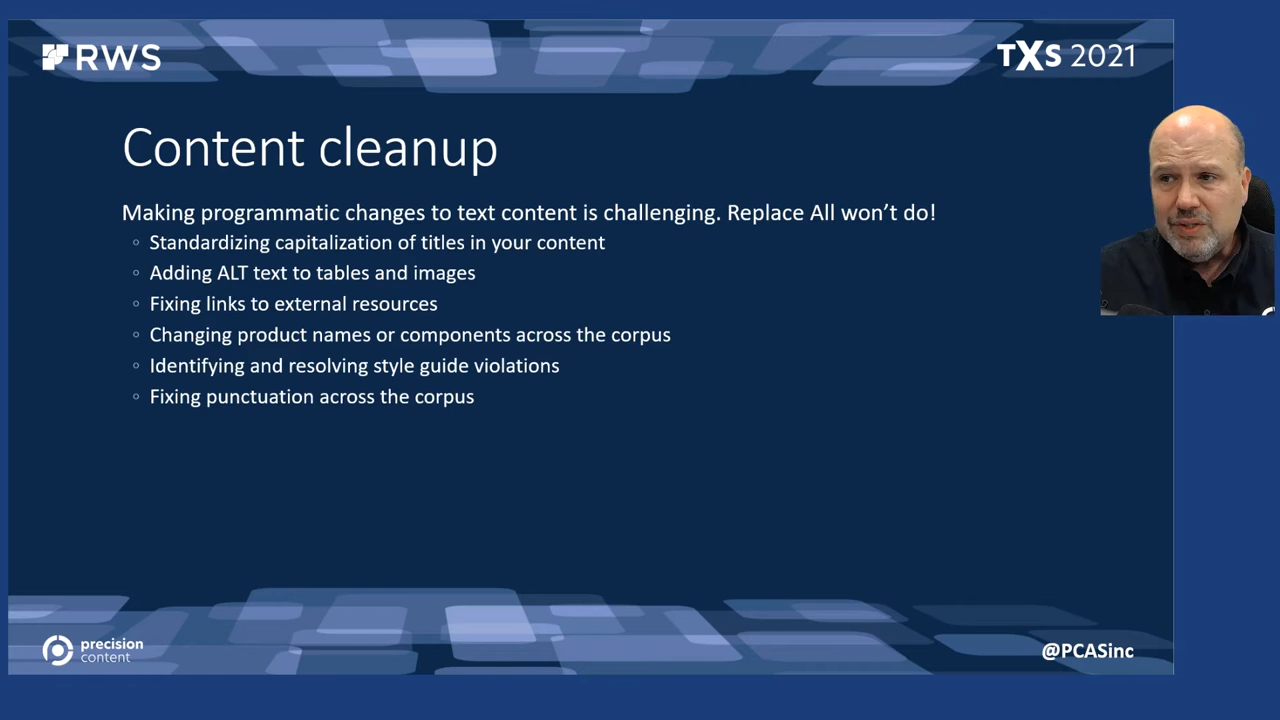 RWS
TXS 2021
Content cleanup
Making programmatic changes to text content is challenging. Replace All won’t do!
Standardizing capitalization of titles in your content
Adding ALT text to tables and images
Fixing links to external resources
Changing product names or components across the corpus
Identifying and resolving style guide violations
Fixing punctuation across the corpus
precision
content
@PCASinc